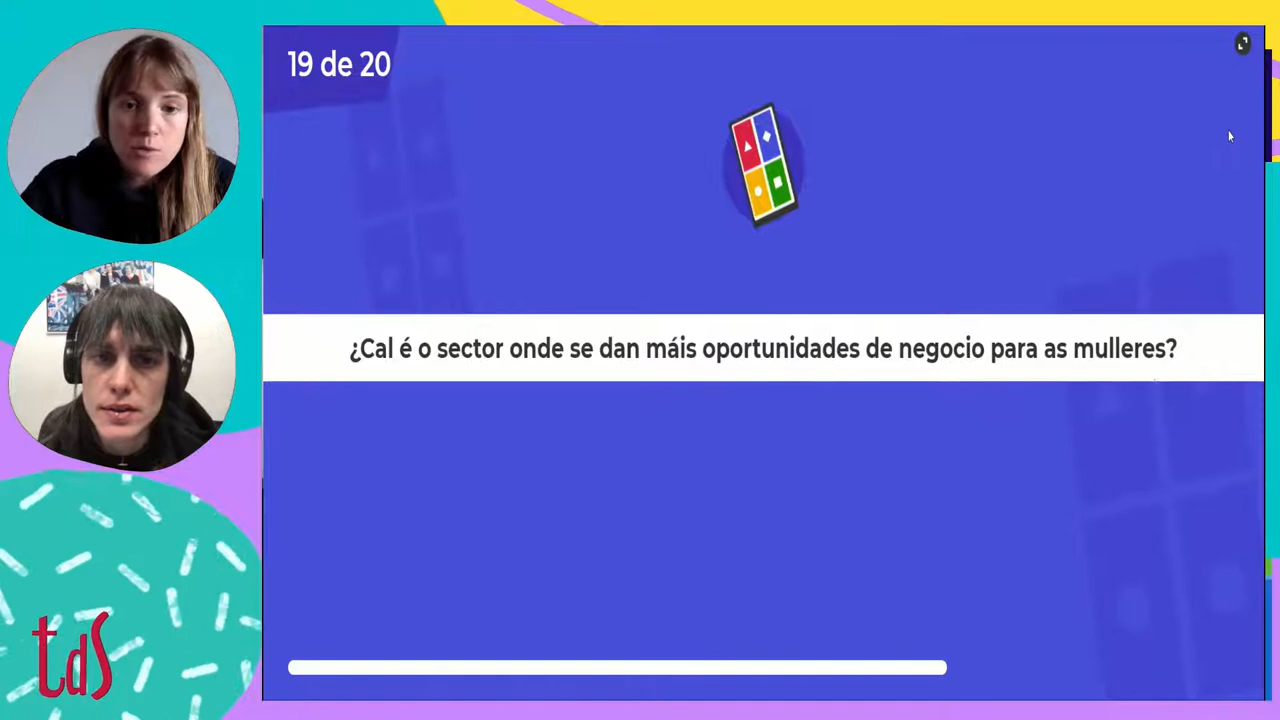 19 de 20
¿Cal é o sector onde se dan máis oportunidades de negocio para as mulleres?
tdS